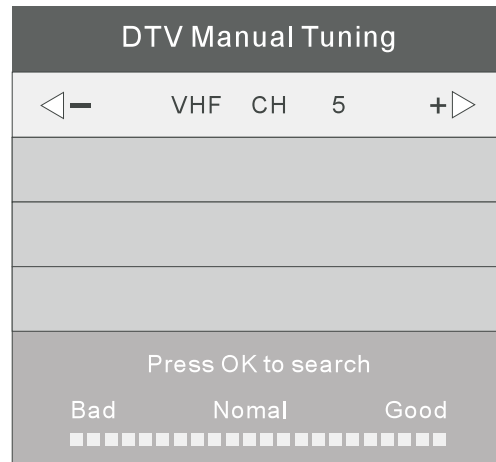 DTV Manual Tuning
− VHF CH 5 +
Press OK to search
Bad Nomal Good